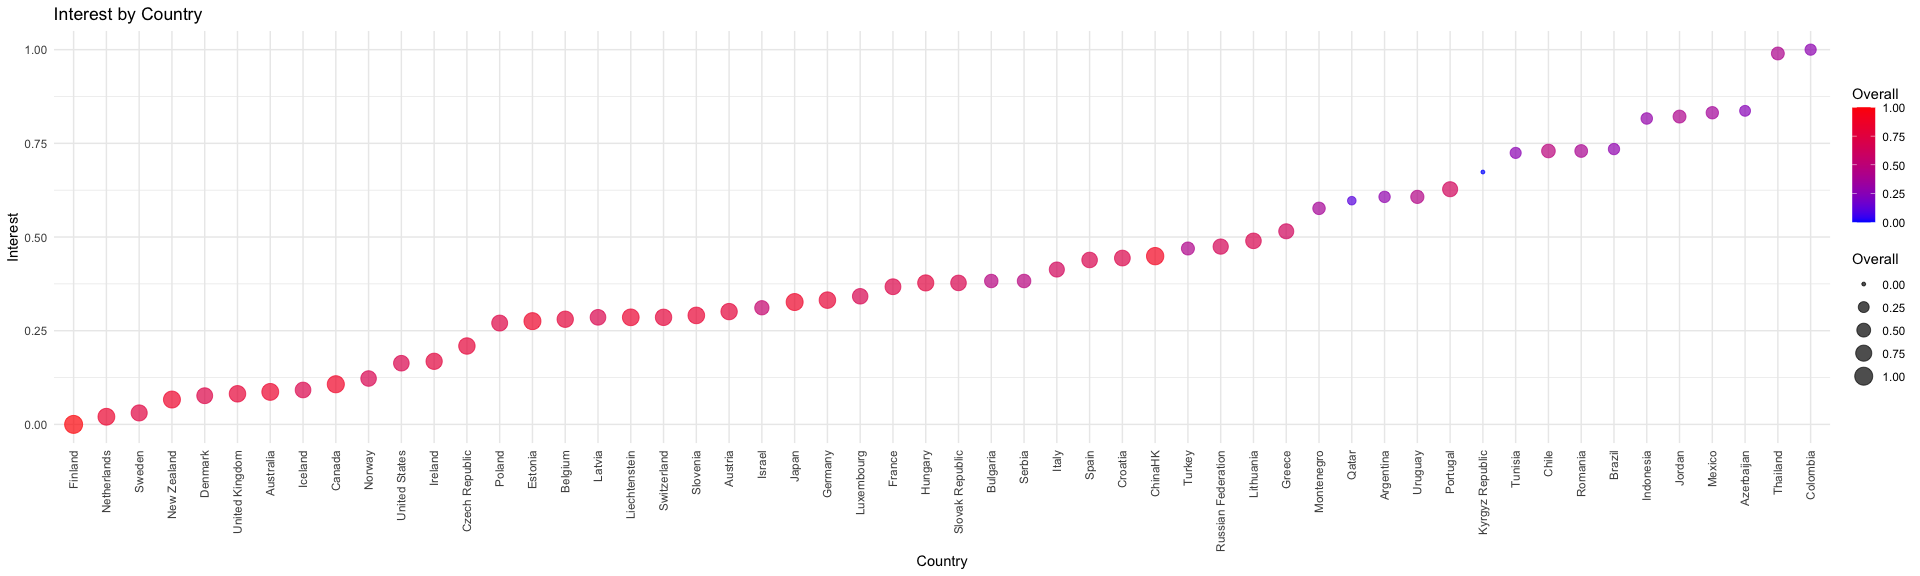 Interest by Country
Interest
1.00
0.75
0.50
0.25
0.00
Finland
Netherlands
Sweden
New Zealand
Denmark
United Kingdom
Australia
Iceland
Canada
Norway
United States
Ireland
Czech Republic
Poland
Estonia
Belgium
Latvia
Liechtenstein
Switzerland
Slovenia
Austria
Israel
Japan
Germany
Luxembourg
France
Hungary
Slovak Republic
Bulgaria
Serbia
Italy
Spain
Croatia
ChinaHK
Turkey
Russian Federation
Lithuania
Greece
Montenegro
Qatar
Argentina
Uruguay
Portugal
Kyrgyz Republic
Tunisia
Chile
Romania
Brazil
Indonesia
Jordan
Mexico
Azerbaijan
Thailand
Colombia
Country
Overall
1.00
0.75
0.50
0.25
0.00
Overall
0.00
0.25
0.50
0.75
1.00